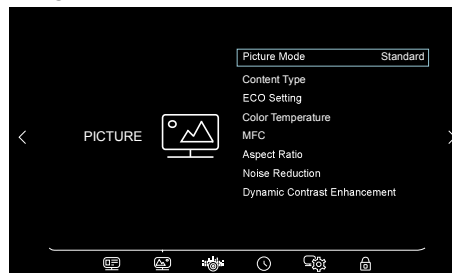 Picture Mode Standard
Content Type
ECO Setting
Color Temperature
PICTURE
MFC
Aspect Ratio
Noise Reduction
Dynamic Contrast Enhancement